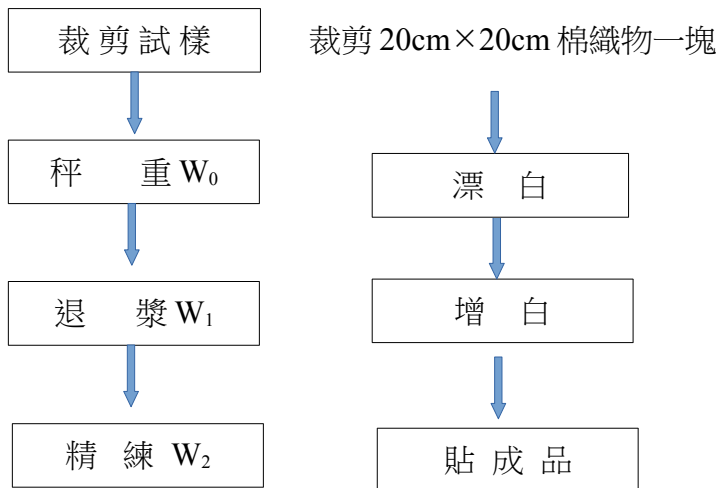 裁剪試樣
裁剪 20cm×20cm 棉織物一塊
秤 重 W₀
漂 白
退 漿 W₁
增 白
精 練 W₂
貼 成 品